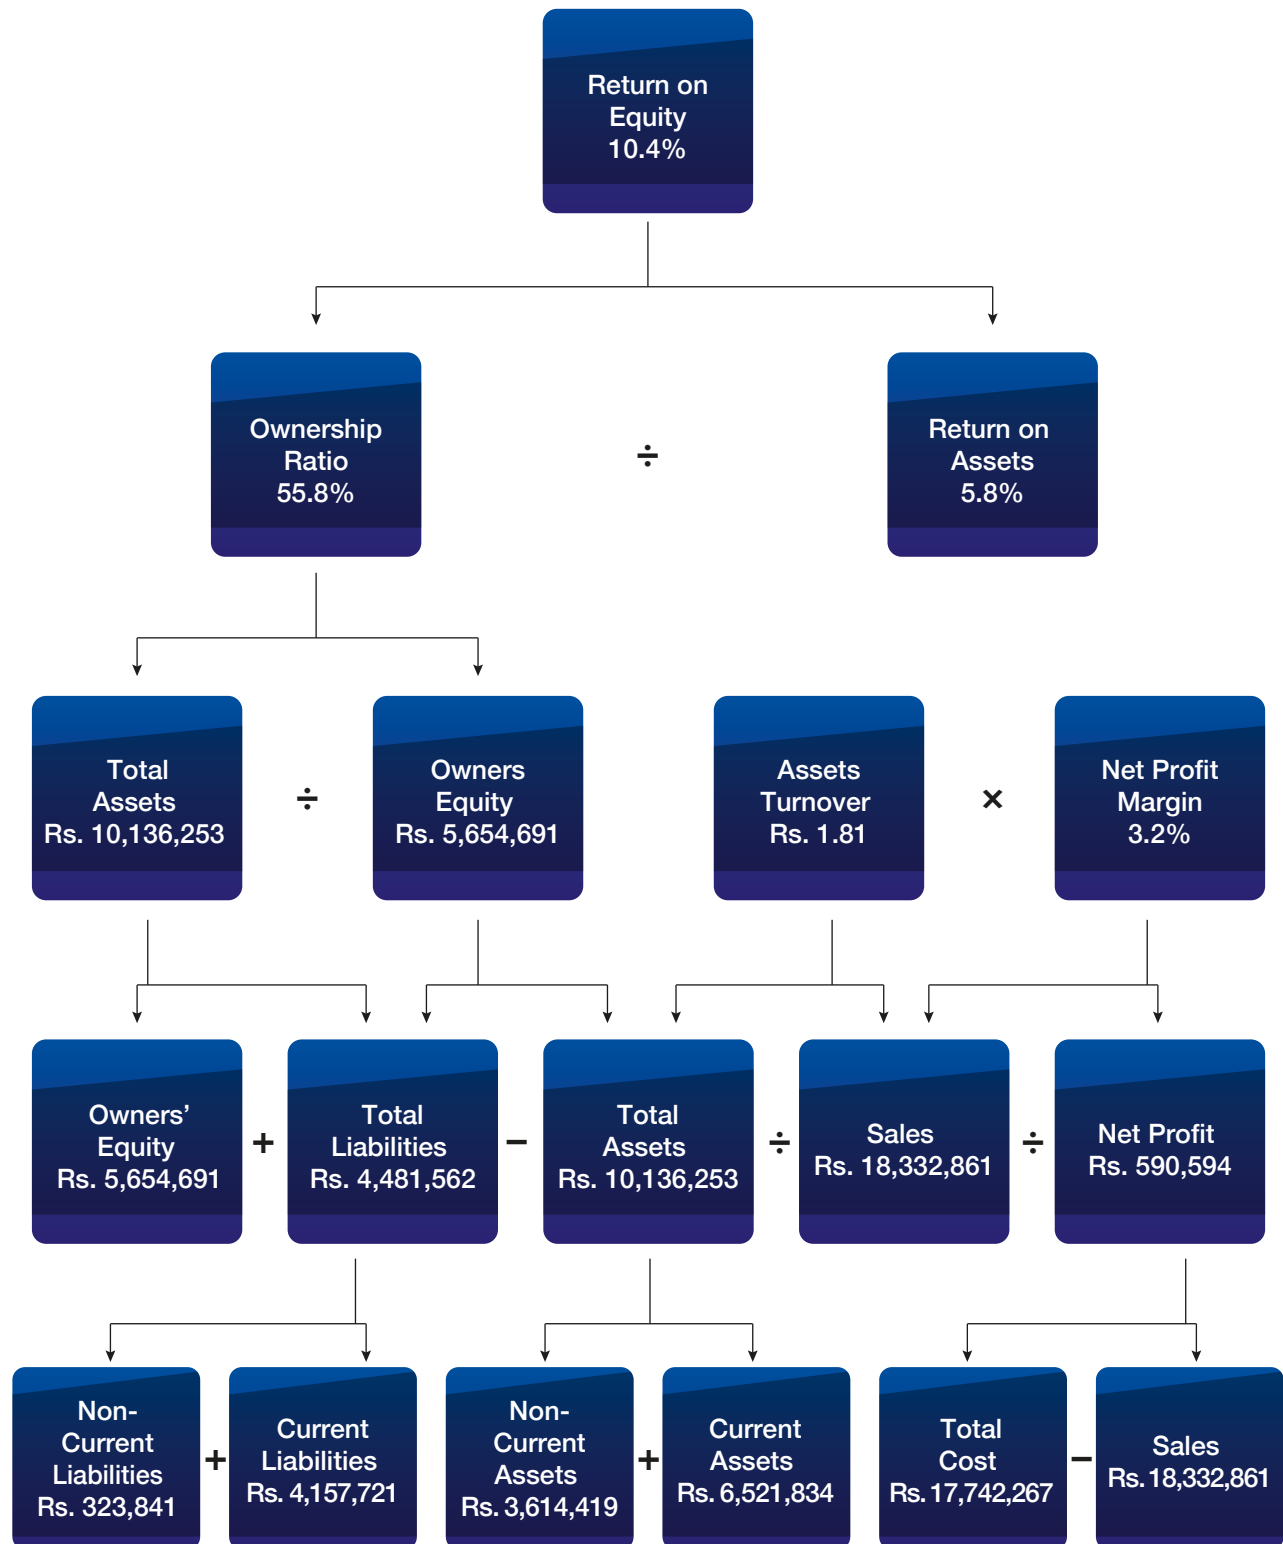 Return on
Equity
10.4%
Ownership
Ratio
55.8%
÷
Return on
Assets
5.8%
Total
Assets
Rs. 10,136,253
÷
Owners
Equity
Rs. 5,654,691
Assets
Turnover
Rs. 1.81
×
Net Profit
Margin
3.2%
Owners’
Equity
Rs. 5,654,691
+
Total
Liabilities
Rs. 4,481,562
−
Total
Assets
Rs. 10,136,253
÷
Sales
Rs. 18,332,861
÷
Net Profit
Rs. 590,594
Non-
Current
Liabilities
Rs. 323,841
+
Current
Liabilities
Rs. 4,157,721
Non-
Current
Assets
Rs. 3,614,419
+
Current
Assets
Rs. 6,521,834
Total
Cost
Rs. 17,742,267
−
Sales
Rs. 18,332,861